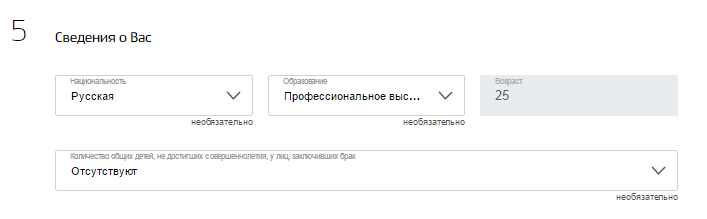 5
Сведения о Вас
Национальность
Образование
Возраст
Русская
Профессиональное выс...
25
необязательно
необязательно
Количество общих детей, не достигших совершеннолетия, у лиц, заключивших брак
Отсутствуют
необязательно